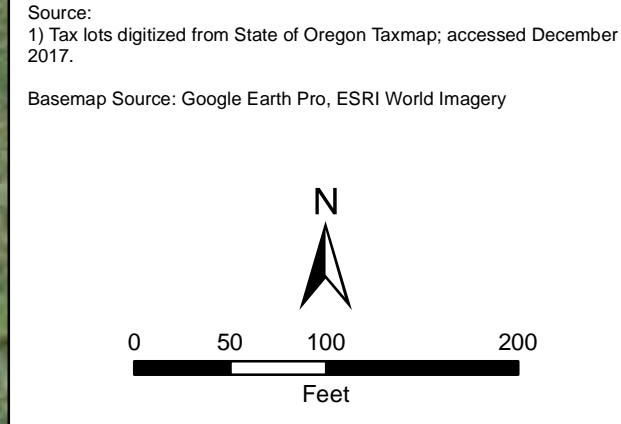 Source:
1) Tax lots digitized from State of Oregon Taxmap; accessed December
2017.
Basemap Source: Google Earth Pro, ESRI World Imagery
N
0 50 100 200
Feet